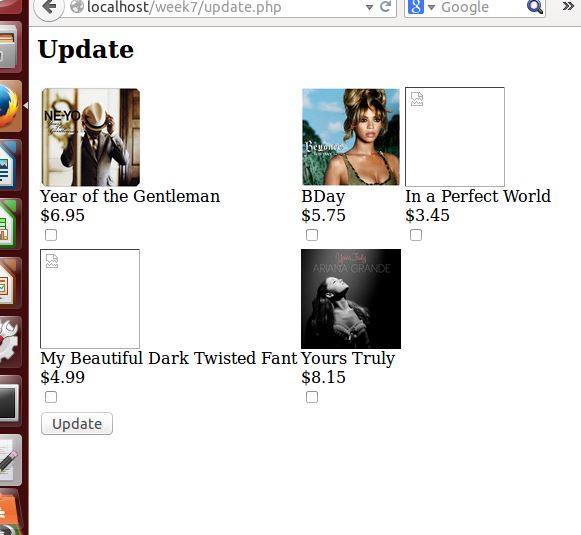 localhost/week7/update.php
Google
Update
NE-YO
Beyoncé
Year of the Gentleman
BDay
In a Perfect World
$6.95
$5.75
$3.45
Yours Truly
ARIANA GRANDE
My Beautiful Dark Twisted Fant
Yours Truly
$4.99
$8.15
Update